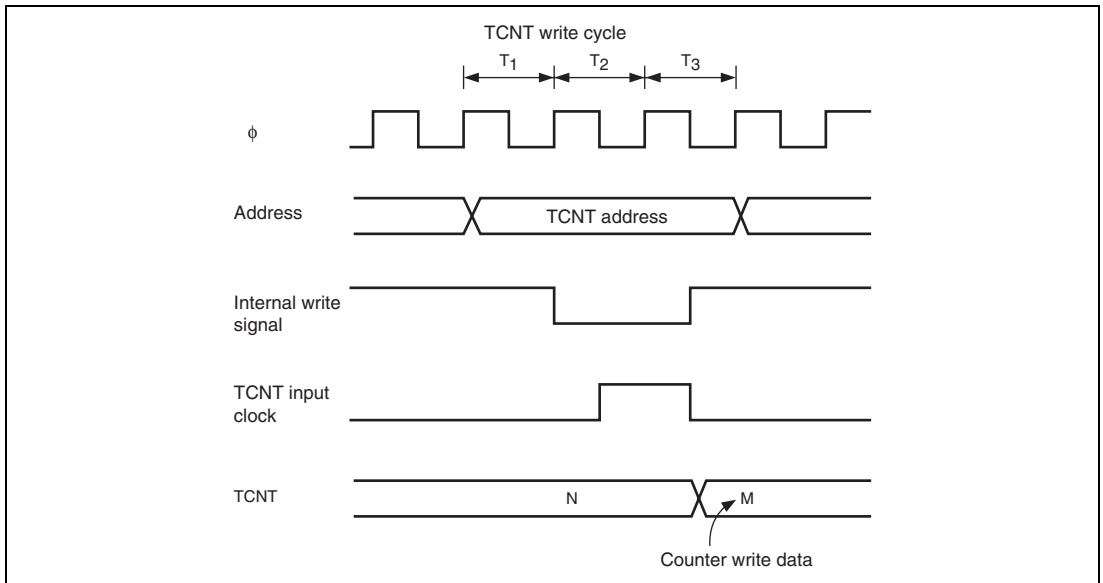 TCNT write cycle
T1 T2 T3
ϕ
Address
TCNT address
Internal write
signal
TCNT input
clock
TCNT
N
M
Counter write data